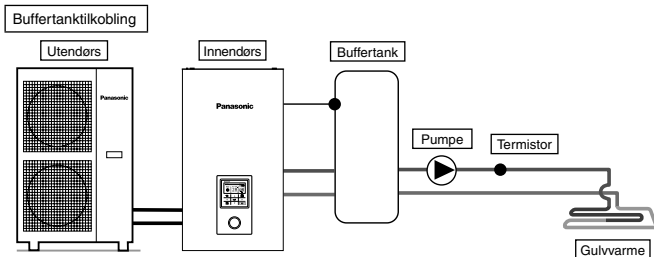 Buffertanktilkobling
Utendørs
Innendørs
Buffertank
Panasonic
Panasonic
Pumpe
Termistor
Gulvvarme